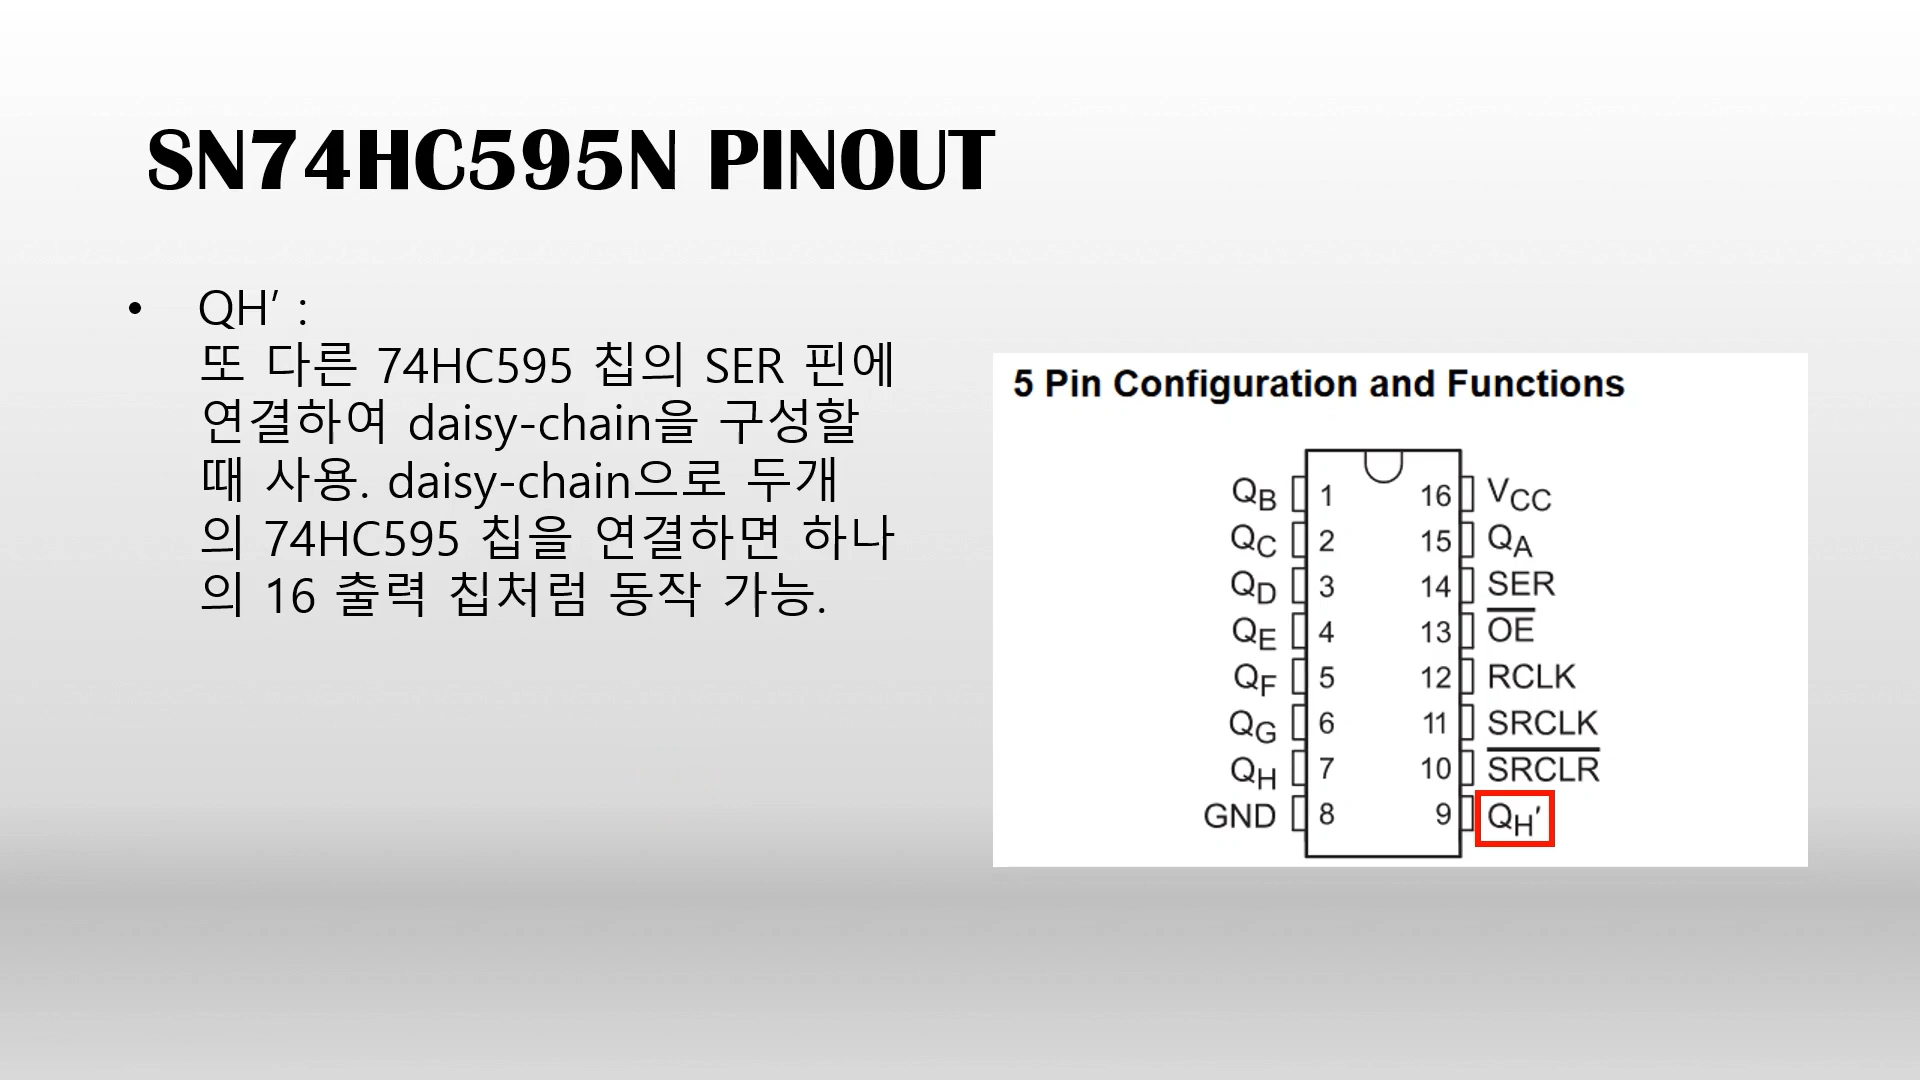 SN74HC595N PINOUT
• QH′ :
또 다른 74HC595 칩의 SER 핀에
연결하여 daisy-chain을 구성할
때 사용. daisy-chain으로 두개
의 74HC595 칩을 연결하면 하나
의 16 출력 칩처럼 동작 가능.
5 Pin Configuration and Functions
QB 1 16 VCC
QC 2 15 QA
QD 3 14 SER
QE 4 13 OE
QF 5 12 RCLK
QG 6 11 SRCLK
QH 7 10 SRCLR
GND 8 9 QH′